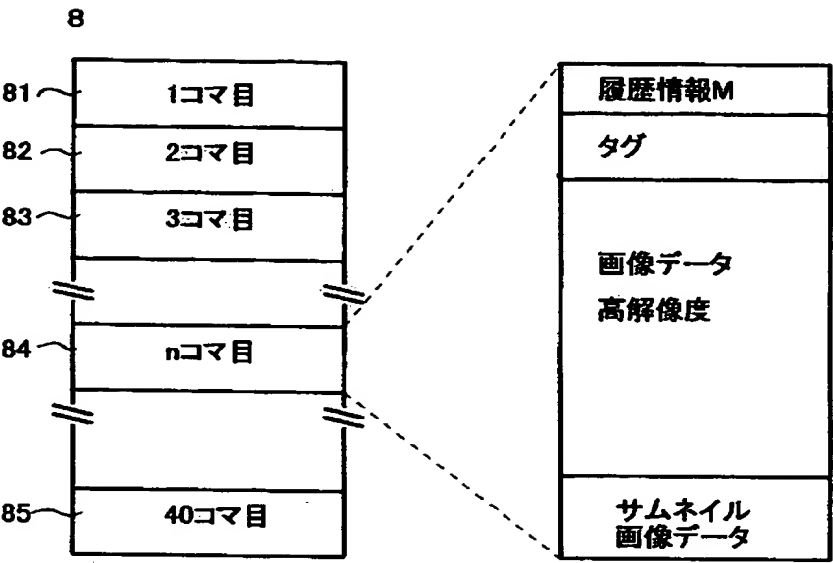 8
81
1コマ目
82
2コマ目
83
3コマ目
84
nコマ目
85
40コマ目
履歴情報M
タグ
画像データ
高解像度
サムネイル
画像データ